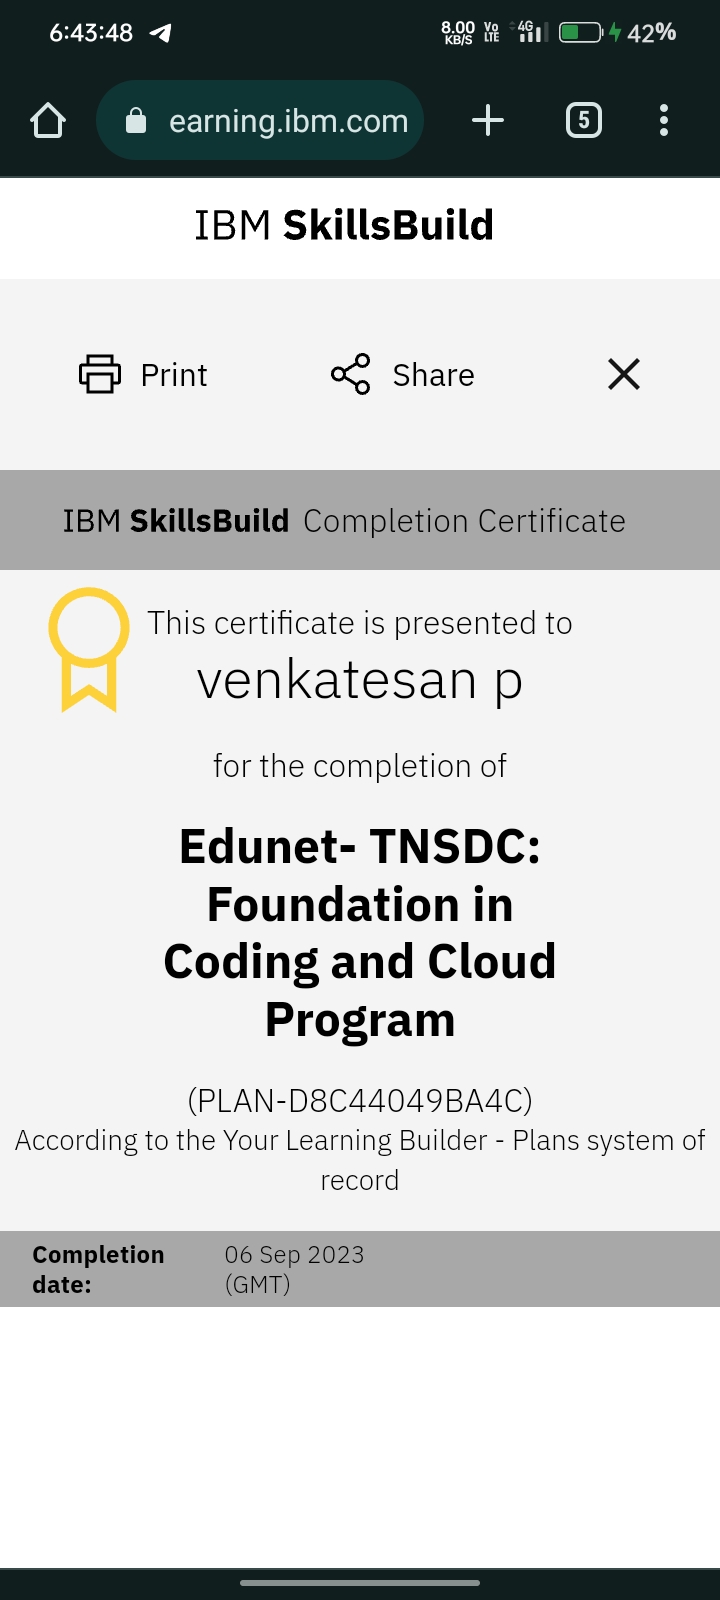 6:43:48 8.00 KB/S Vo LTE 4G 42%
earning.ibm.com 5
IBM SkillsBuild
Print Share
IBM SkillsBuild Completion Certificate
This certificate is presented to
venkatesan p
for the completion of
Edunet- TNSDC:
Foundation in
Coding and Cloud
Program
(PLAN-D8C44049BA4C)
According to the Your Learning Builder - Plans system of
record
Completion date: 06 Sep 2023 (GMT)